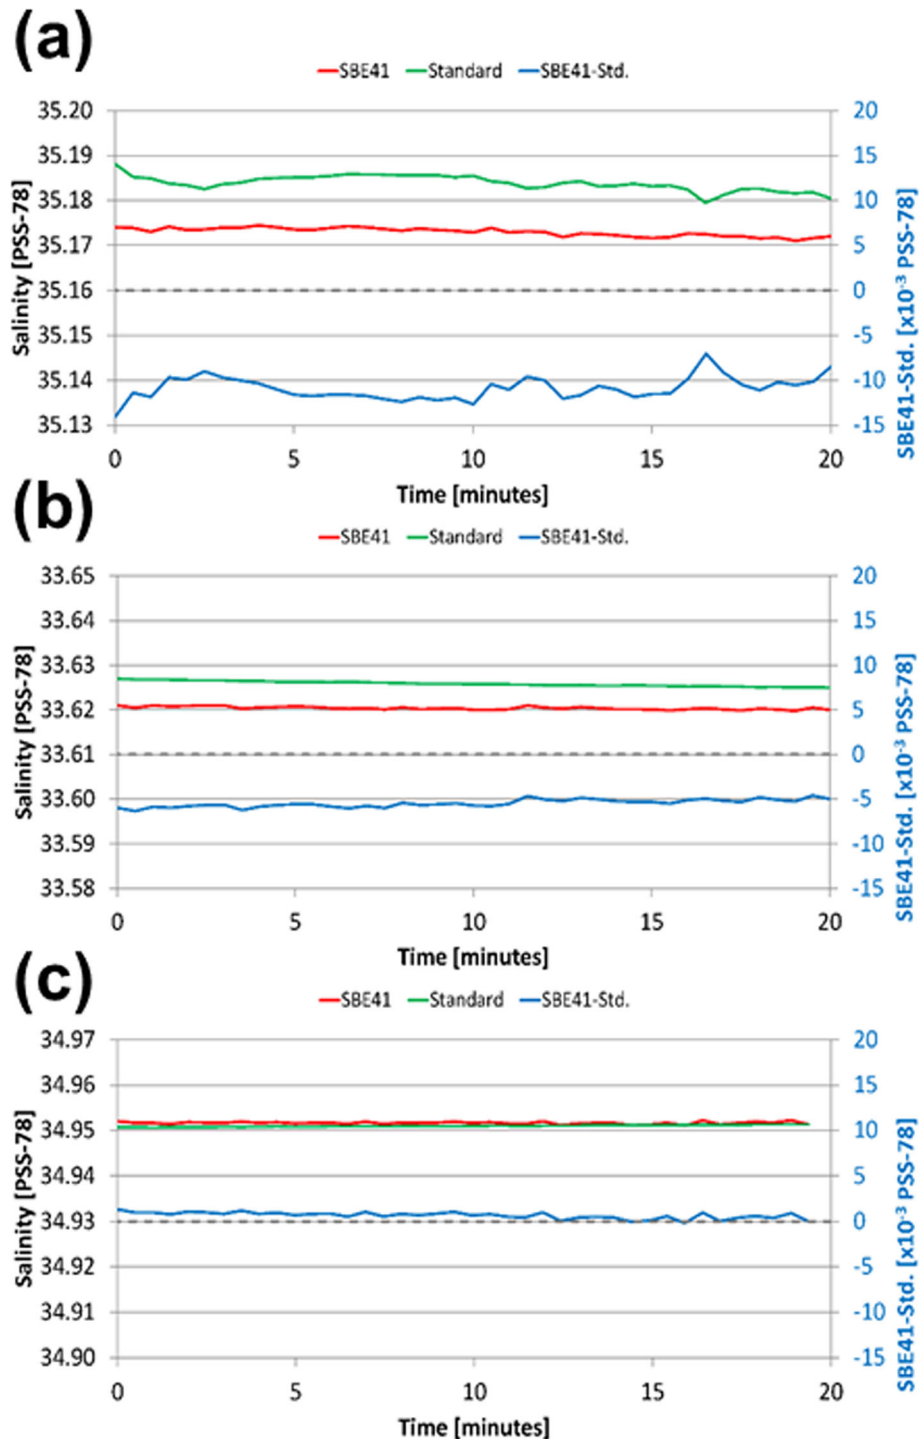 (a)
SBE41 Standard SBE41-Std.
35.20 20
35.19 15
35.18 10
35.17 5
35.16 0
35.15 -5
35.14 -10
35.13 -15
0 5 10 15 20
Time [minutes]
Salinity [PSS-78]
SBE41-Std. [x10⁻³ PSS-78]
(b)
SBE41 Standard SBE41-Std.
33.65 20
33.64 15
33.63 10
33.62 5
33.61 0
33.60 -5
33.59 -10
33.58 -15
0 5 10 15 20
Time [minutes]
Salinity [PSS-78]
SBE41-Std. [x10⁻³ PSS-78]
(c)
SBE41 Standard SBE41-Std.
34.97 20
34.96 15
34.95 10
34.94 5
34.93 0
34.92 -5
34.91 -10
34.90 -15
0 5 10 15 20
Time [minutes]
Salinity [PSS-78]
SBE41-Std. [x10⁻³ PSS-78]